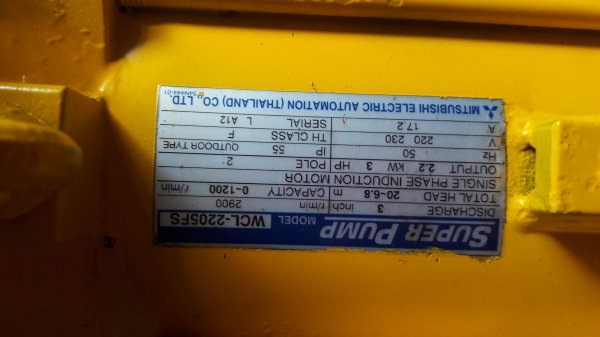 SUPER PUMP MODEL WCL-2205FS
DISCHARGE 3 inch r/min 2900
TOTAL HEAD 20~6.8 m CAPACITY 0-1200 ℓ/min
SINGLE PHASE INDUCTION MOTOR
OUTPUT 2.2 kW 3 HP POLE 2
Hz 50 IP 55 OUTDOOR TYPE
V 220 230 TH CLASS F
A 17.2 SERIAL L A12
MITSUBISHI ELECTRIC AUTOMATION (THAILAND) CO., LTD.